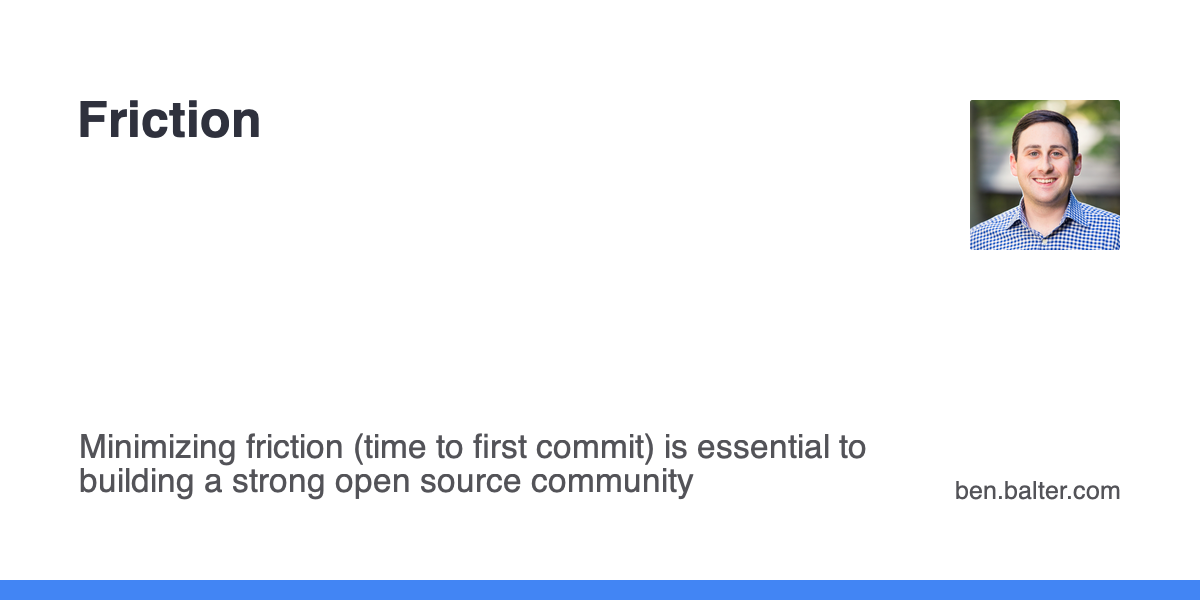 Friction
Minimizing friction (time to first commit) is essential to
building a strong open source community
ben.balter.com